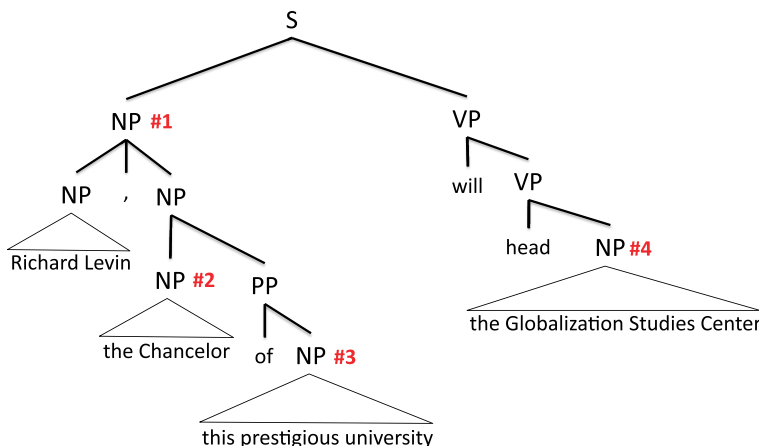 S
NP #1 VP
NP , NP will VP
Richard Levin head NP #4
NP #2 PP
the Globalization Studies Center
the Chancelor of NP #3
this prestigious university